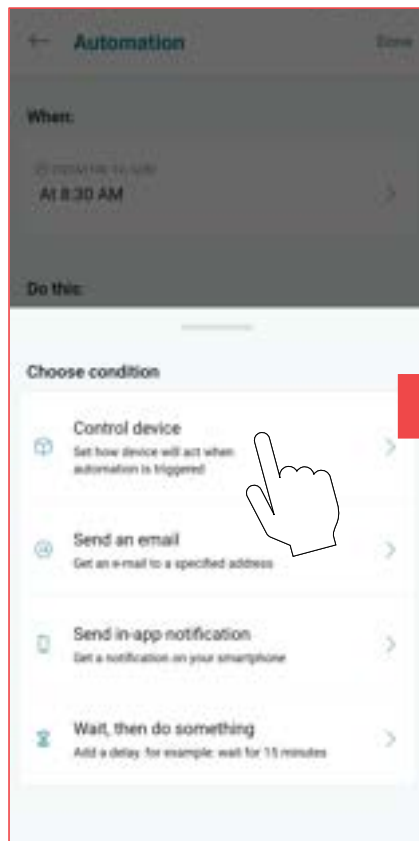 Automation
Done
When:
At 8:30 AM
Do this:
Choose condition
Control device
Set how device will act when
automation is triggered
Send an email
Get an e-mail to a specified address
Send in-app notification
Get a notification on your smartphone
Wait, then do something
Add a delay, for example: wait for 15 minutes